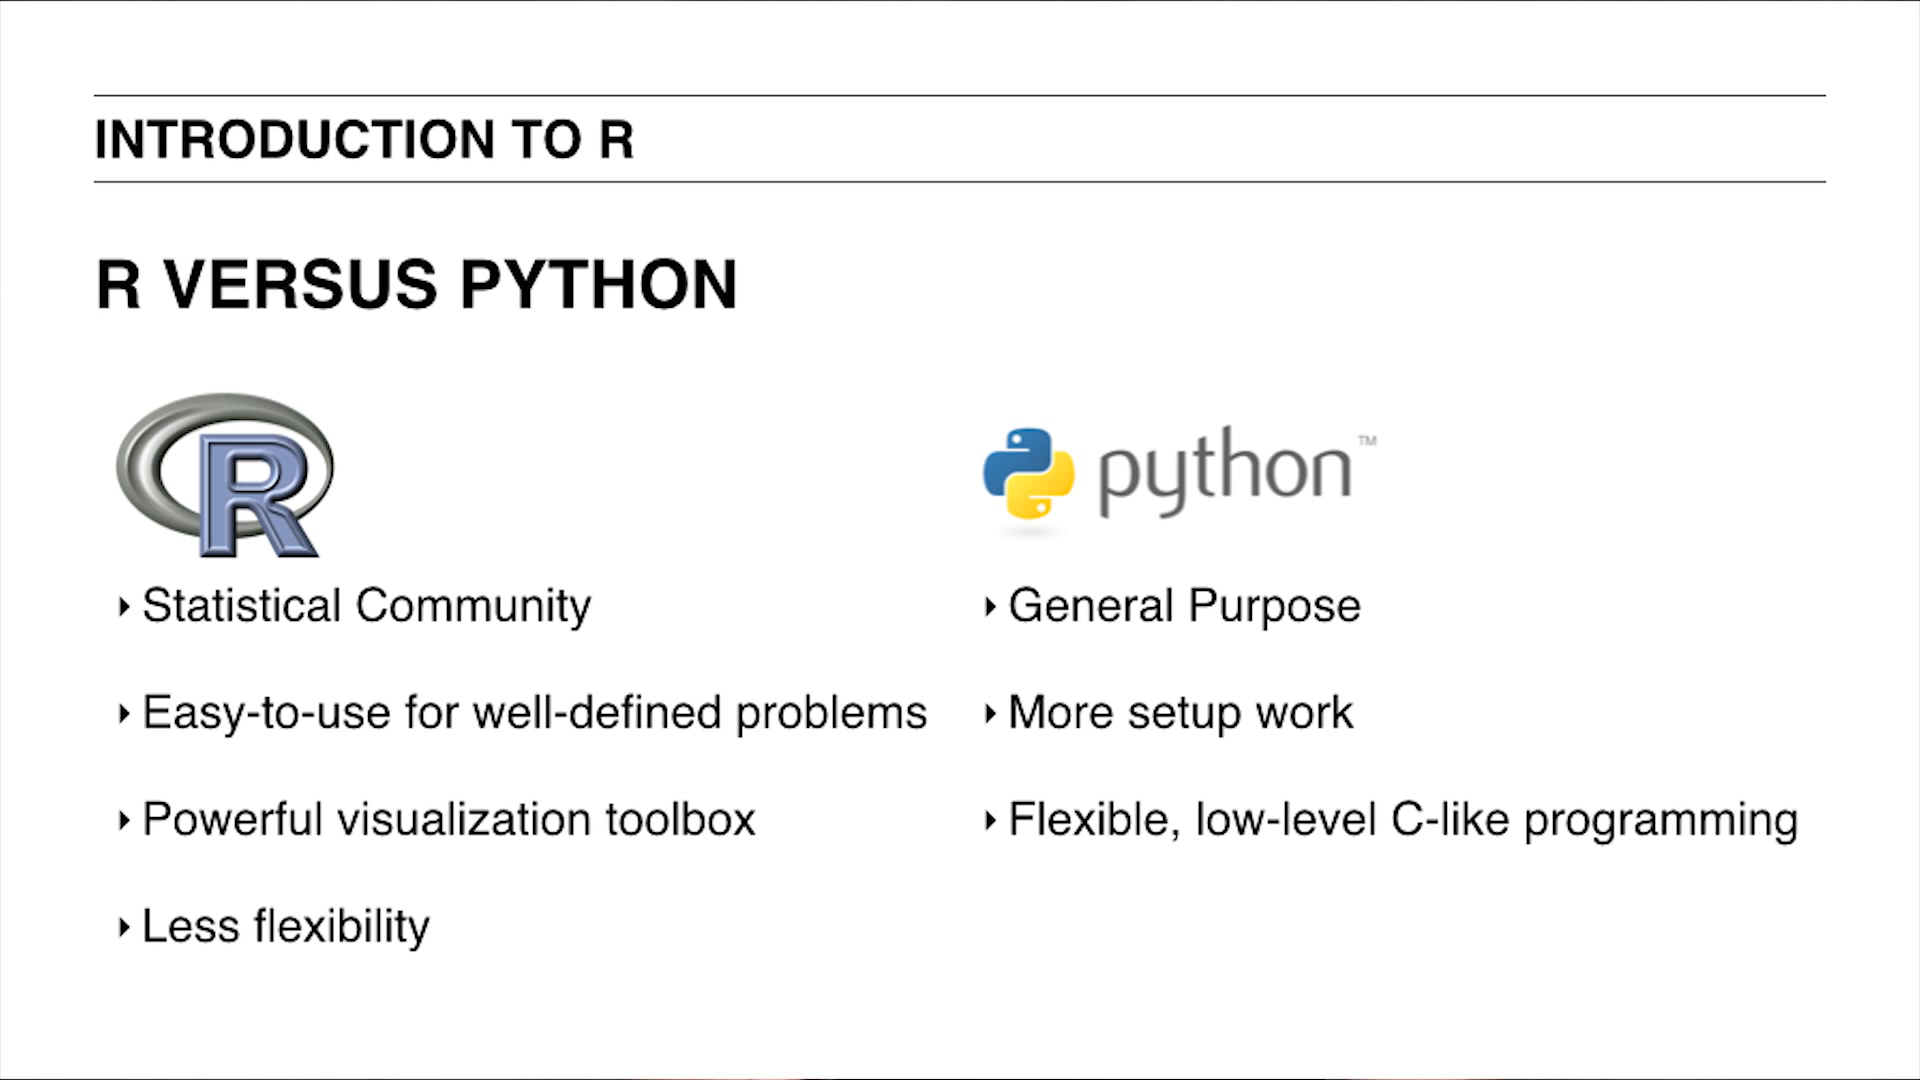 INTRODUCTION TO R
R VERSUS PYTHON
R
python™
‣ Statistical Community
‣ Easy-to-use for well-defined problems
‣ Powerful visualization toolbox
‣ Less flexibility
‣ General Purpose
‣ More setup work
‣ Flexible, low-level C-like programming